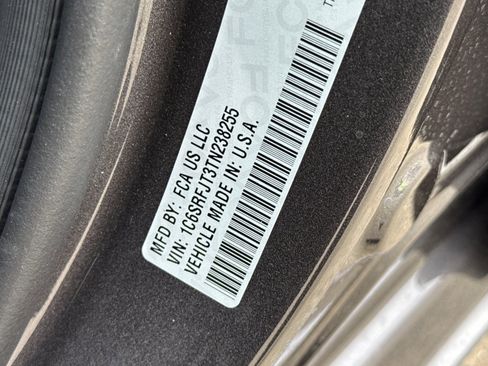 MFD BY: FCA US LLC
VIN: 1C6SRFJT3TN238255
VEHICLE MADE IN: U.S.A.